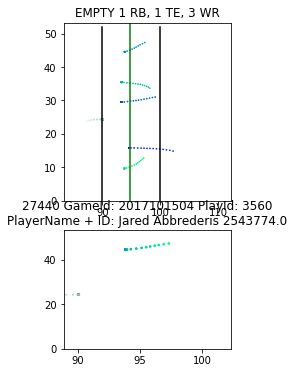 EMPTY 1 RB, 1 TE, 3 WR
50
40
30
20
10
0
90 100 110
27440 GameId: 2017101504 PlayId: 3560
PlayerName + ID: Jared Abbrederis 2543774.0
40
20
0
90 95 100